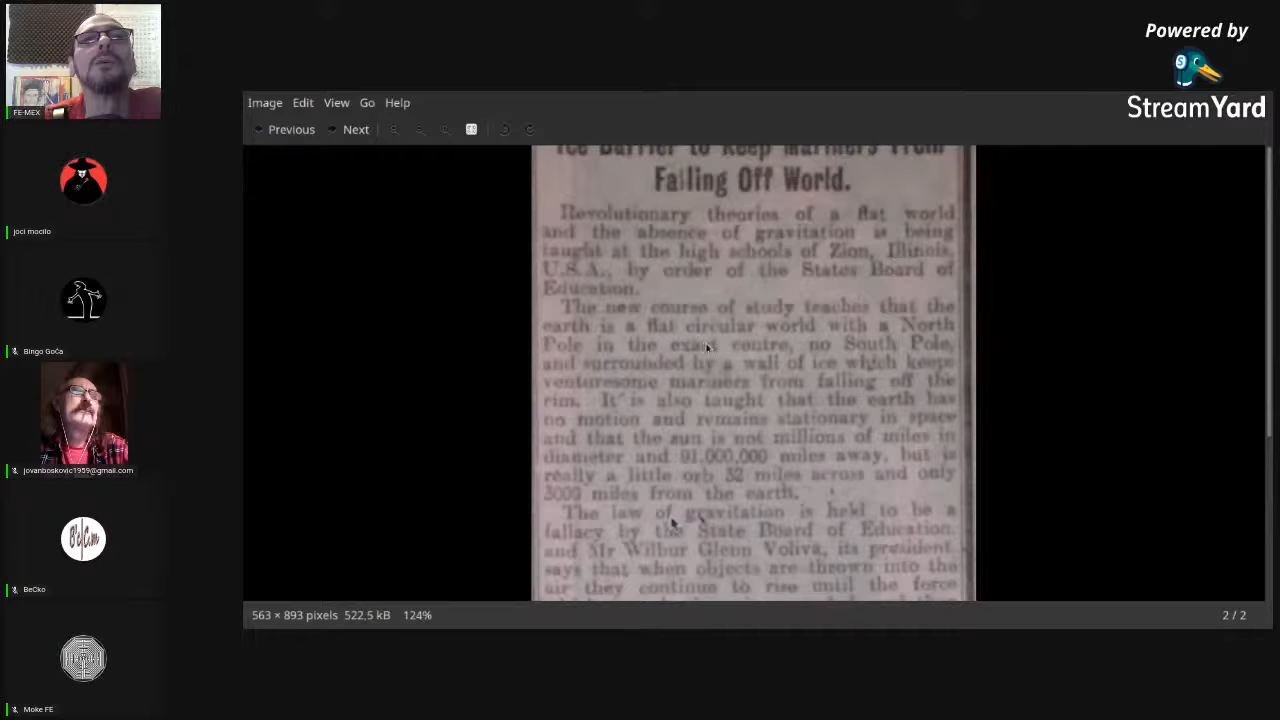 Powered by
StreamYard
FE-MEX
joci mocilo
Bingo Goča
jovanboskovic1959@gmail.com
BeCko
Moke FE
Image Edit View Go Help
Previous Next
Ice Barrier to Keep Mariners From
Falling Off World.
Revolutionary theories of a flat world
and the absence of gravitation is being
taught at the high schools of Zion, Illinois,
U.S.A., by order of the States Board of
Education.
The new course of study teaches that the
earth is a flat circular world with a North
Pole in the exact centre, no South Pole,
and surrounded by a wall of ice which keeps
venturesome mariners from falling off the
rim. It is also taught that the earth has
no motion and remains stationary in space
and that the sun is not millions of miles in
diameter and 91,000,000 miles away, but is
really a little orb 32 miles across and only
3000 miles from the earth.
The law of gravitation is held to be a
fallacy by the State Board of Education,
and Mr Wilbur Glenn Voliva, its president
says that when objects are thrown into the
air they continue to rise until the force
563 × 893 pixels 522,5 kB 124%
2 / 2